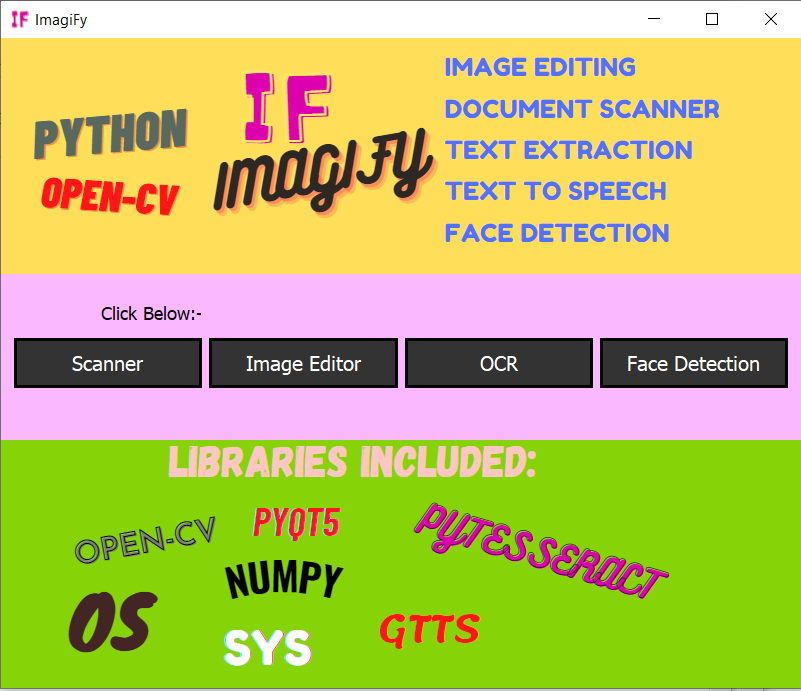 IF ImagiFy
PYTHON
OPEN-CV
IF
ImagiFy
IMAGE EDITING
DOCUMENT SCANNER
TEXT EXTRACTION
TEXT TO SPEECH
FACE DETECTION
Click Below:-
Scanner Image Editor OCR Face Detection
LIBRARIES INCLUDED:
OPEN-CV PYQT5 PYTESSERACT
NUMPY
OS
SYS GTTS